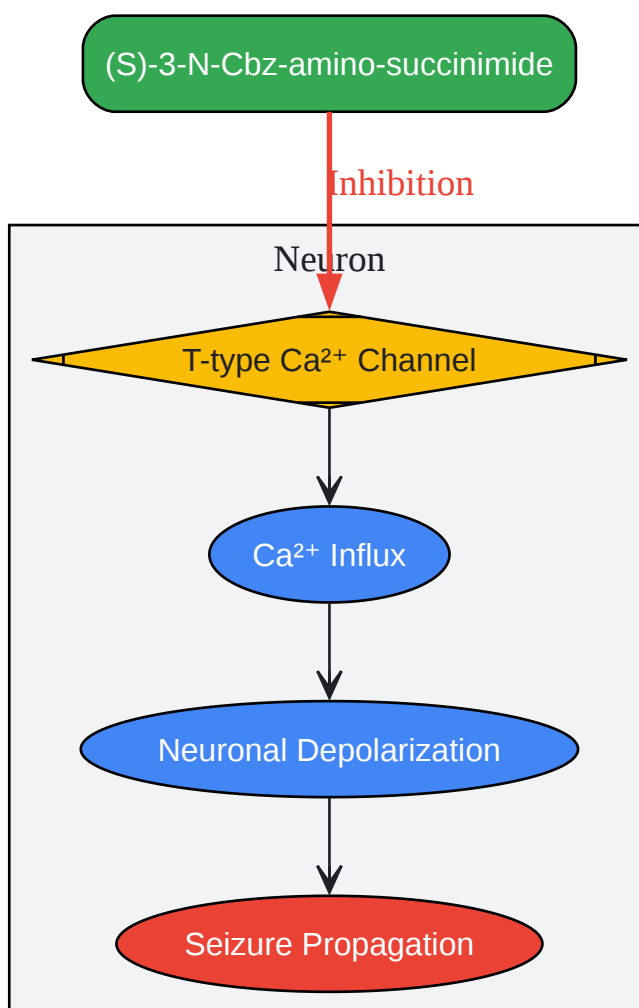 (S)-3-N-Cbz-amino-succinimide
Inhibition
Neuron
T-type Ca²⁺ Channel
Ca²⁺ Influx
Neuronal Depolarization
Seizure Propagation